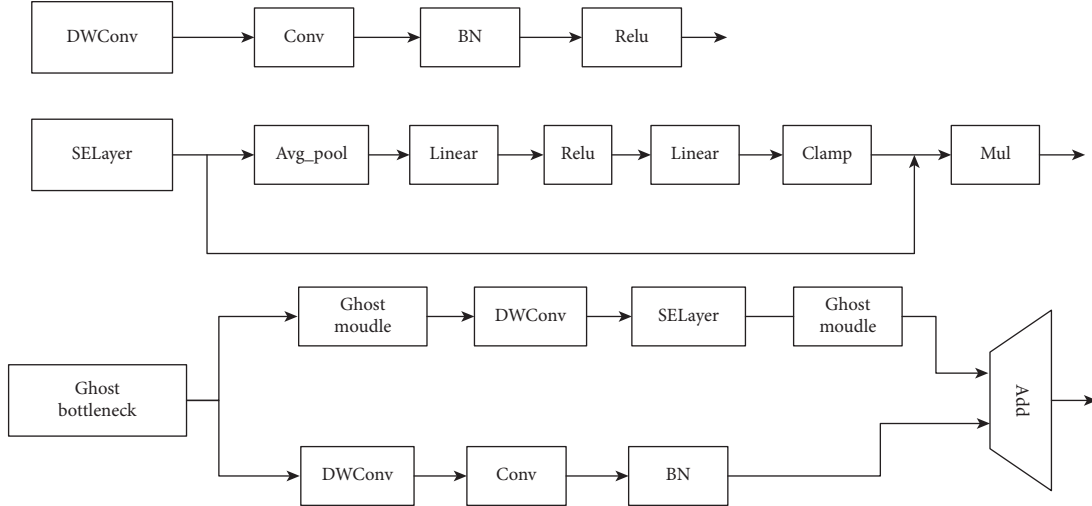 DWConv
Conv
BN
Relu
SELayer
Avg_pool
Linear
Relu
Linear
Clamp
Mul
Ghost
bottleneck
Ghost
moudle
DWConv
SELayer
Ghost
moudle
DWConv
Conv
BN
Add